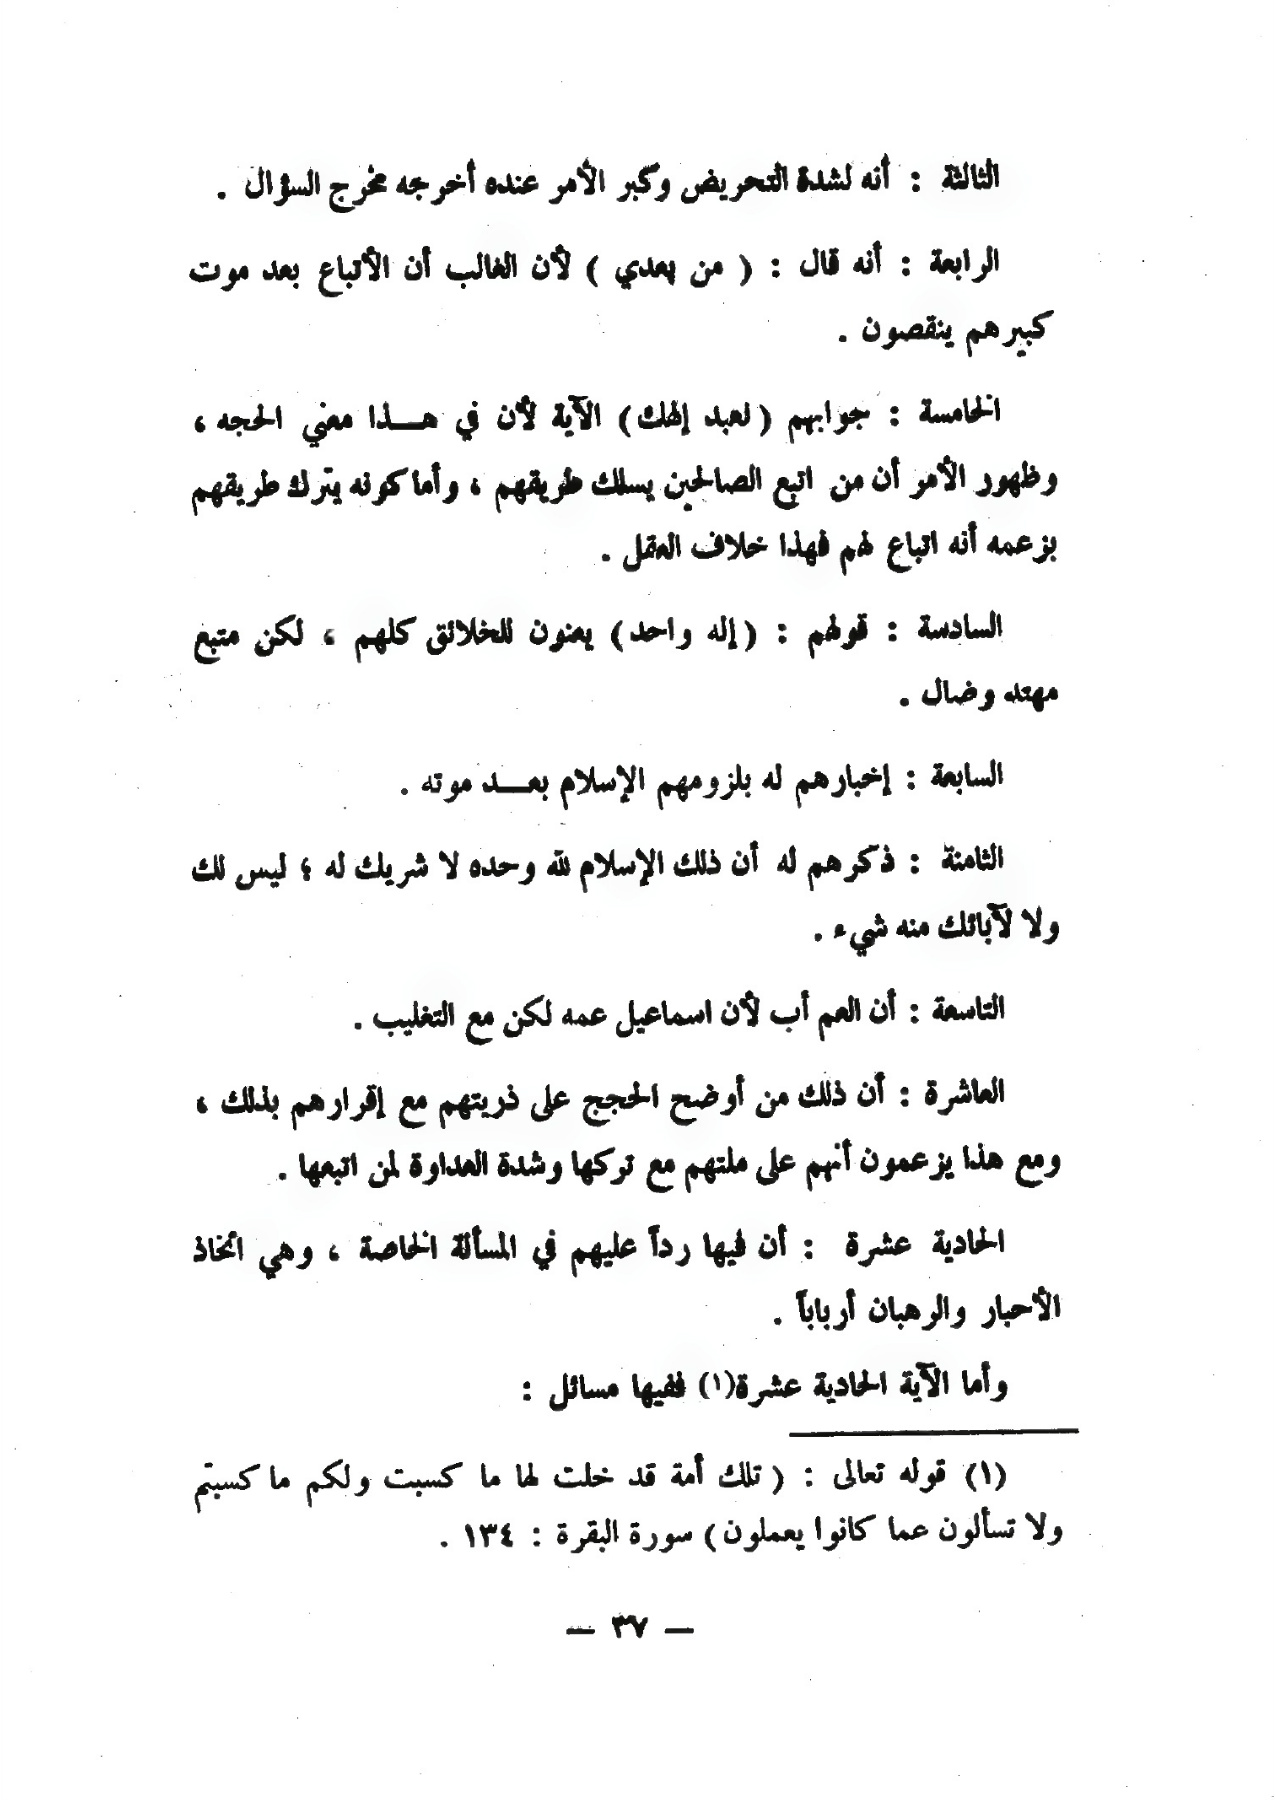 الثالثة : أنه لشدة التحريض وكبر الأمر عنده أخرجه مخرج السؤال .
الرابعة : أنه قال : ( من بعدي ) لأن الغالب أن الأتباع بعد موت
كبيرهم ينقصون .
الخامسة : جوابهم (نعبد إلهك) الآية لأن في هـــذا معنى الحجه ،
وظهور الأمر أن من اتبع الصالحين يسلك طريقهم ، وأما كونه يترك طريقهم
بزعمه أنه اتباع لهم فهذا خلاف العقل .
السادسة : قولهم : (إله واحد) يعنون للخلائق كلهم ، لكن متبع
مهتد وضال .
السابعة : إخبارهم له بلزومهم الإسلام بعـــد موته .
الثامنة : ذكرهم له أن ذلك الإسلام لله وحده لا شريك له ؛ ليس لك
ولا لآبائك منه شيء .
التاسعة : أن العم أب لأن اسماعيل عمه لكن مع التغليب .
العاشرة : أن ذلك من أوضح الحجج على ذريتهم مع إقرارهم بذلك ،
ومع هذا يزعمون أنهم على ملتهم مع تركها وشدة العداوة لمن اتبعها .
الحادية عشرة : أن فيها رداً عليهم في المسألة الخاصة ، وهي اتخاذ
الأحبار والرهبان أرباباً .
وأما الآية الحادية عشرة(١) ففيها مسائل :
(١) قوله تعالى : ( تلك أمة قد خلت لها ما كسبت ولكم ما كسبتم
ولا تسألون عما كانوا يعملون) سورة البقرة : ١٣٤ .
— ٣٧ —